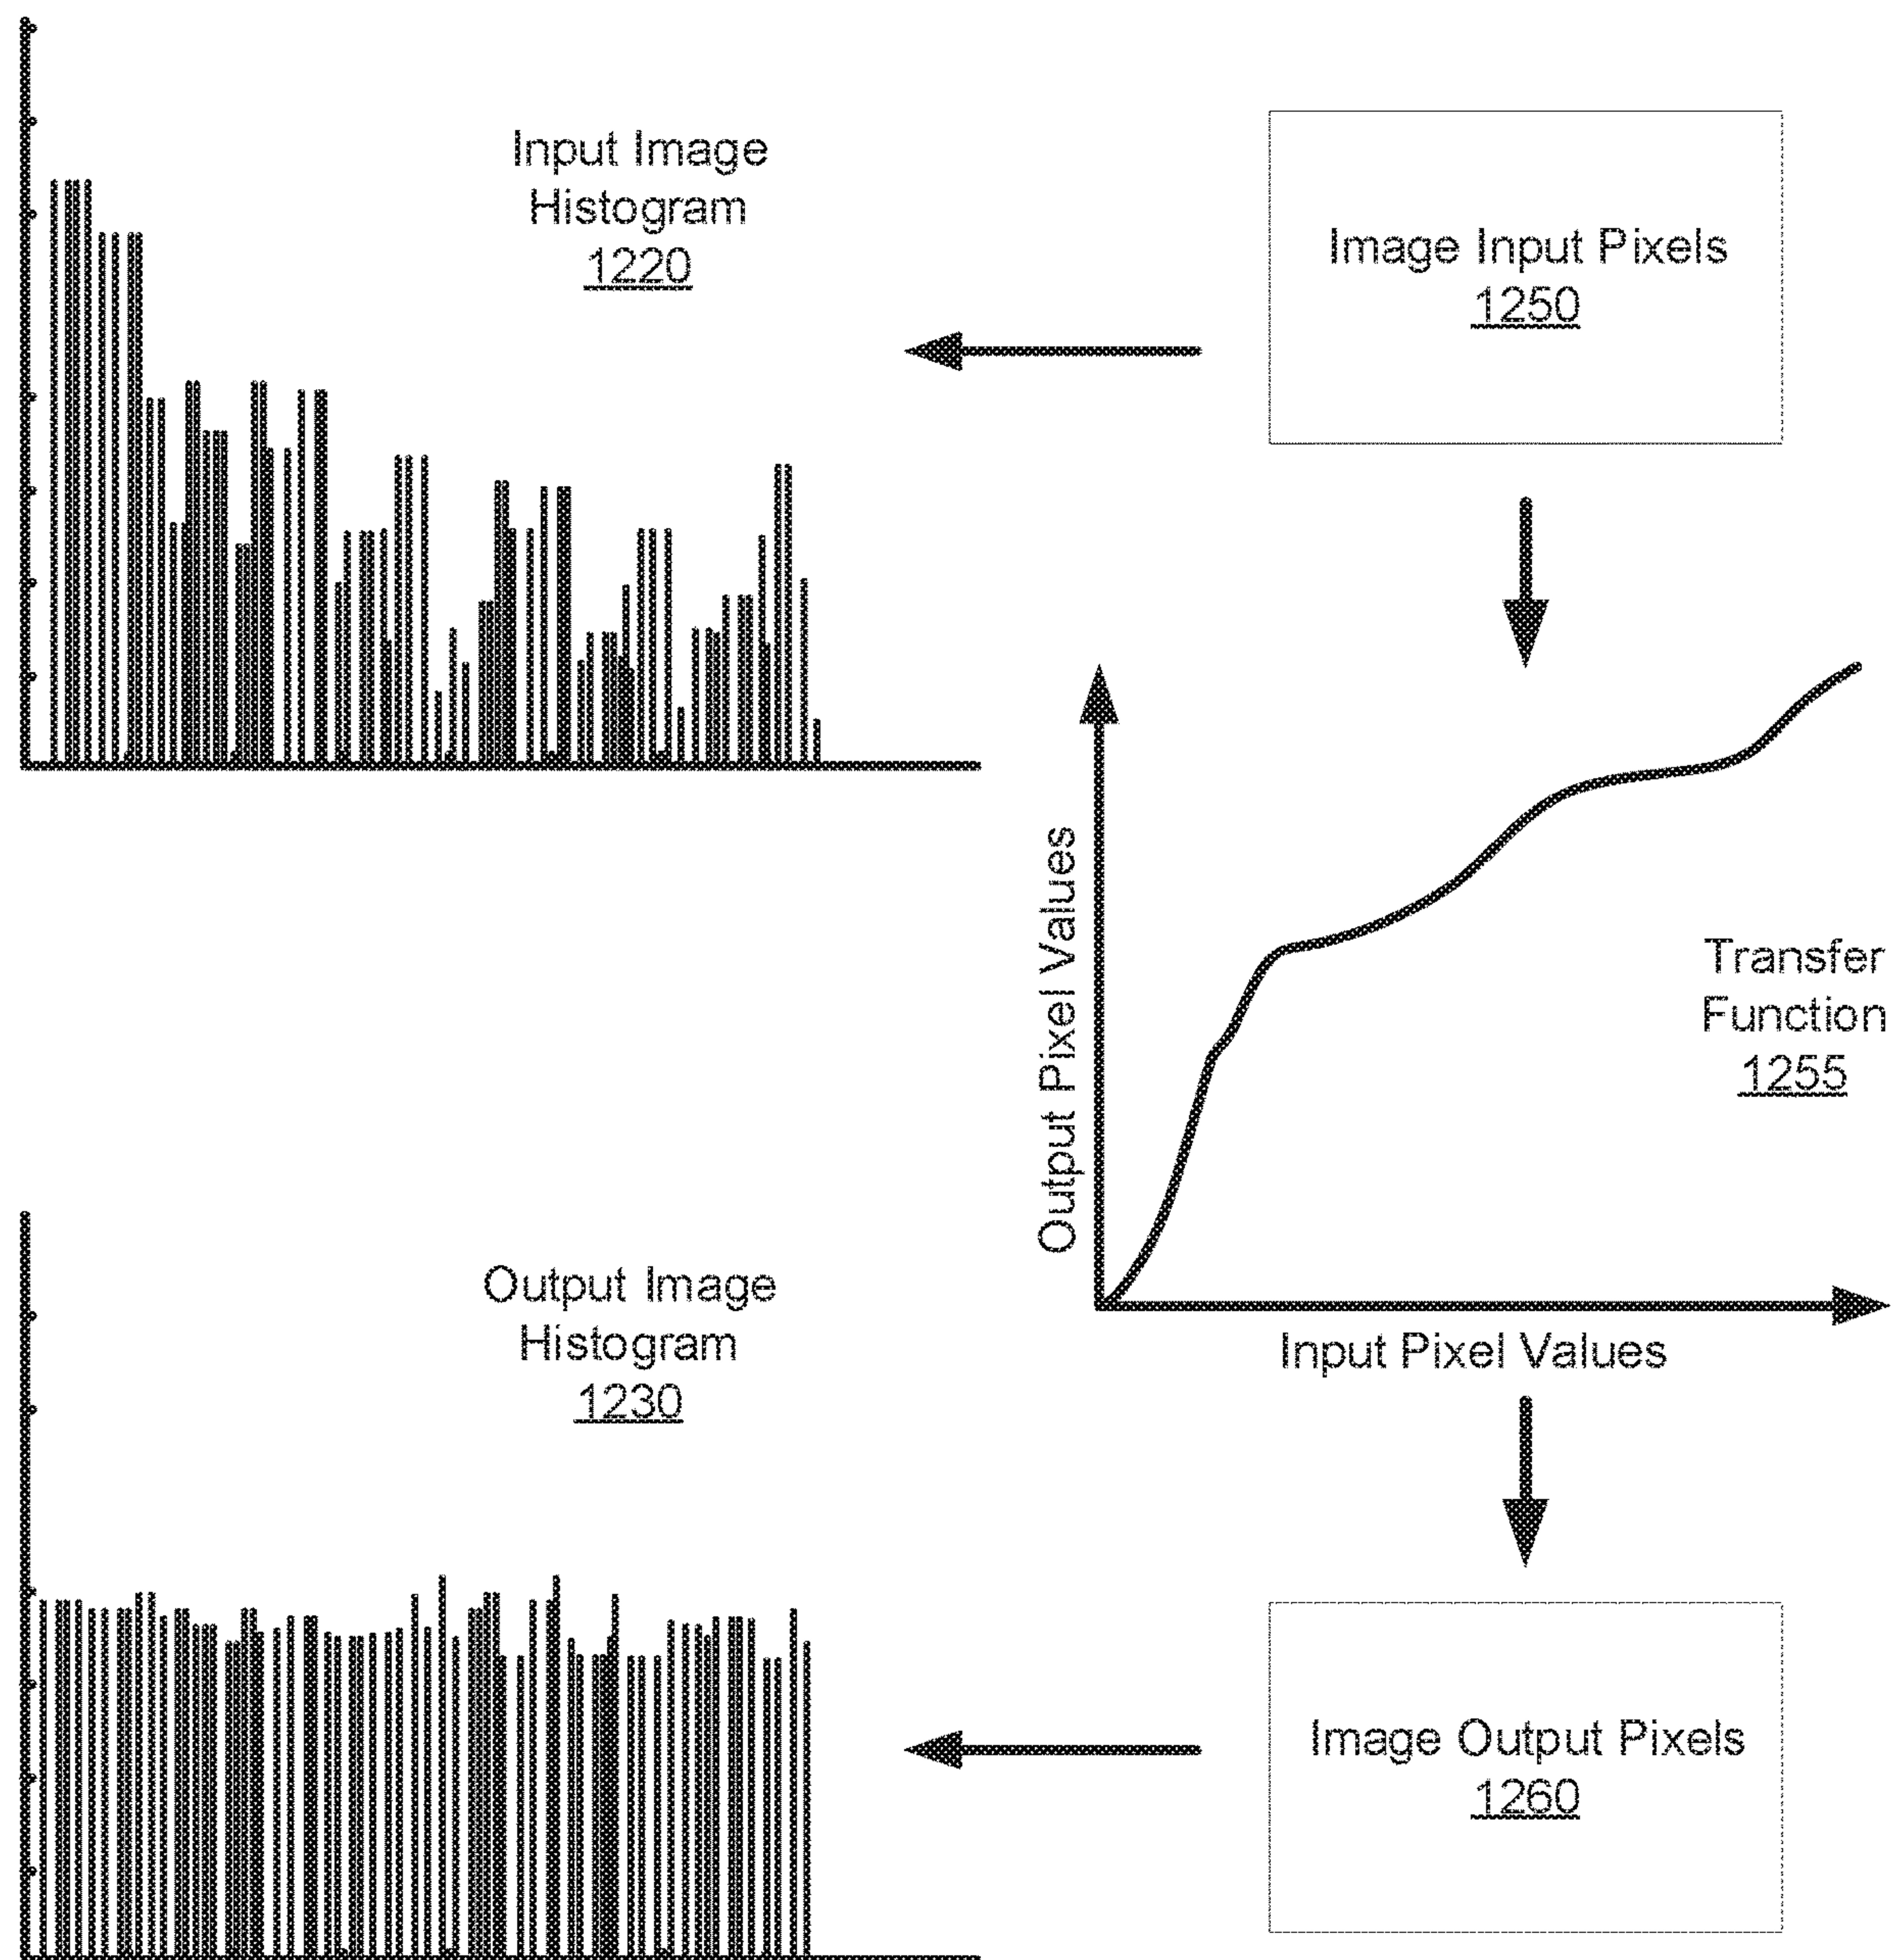 Input Image
Histogram
1220
Image Input Pixels
1250
Output Pixel Values
Transfer
Function
1255
Input Pixel Values
Output Image
Histogram
1230
Image Output Pixels
1260